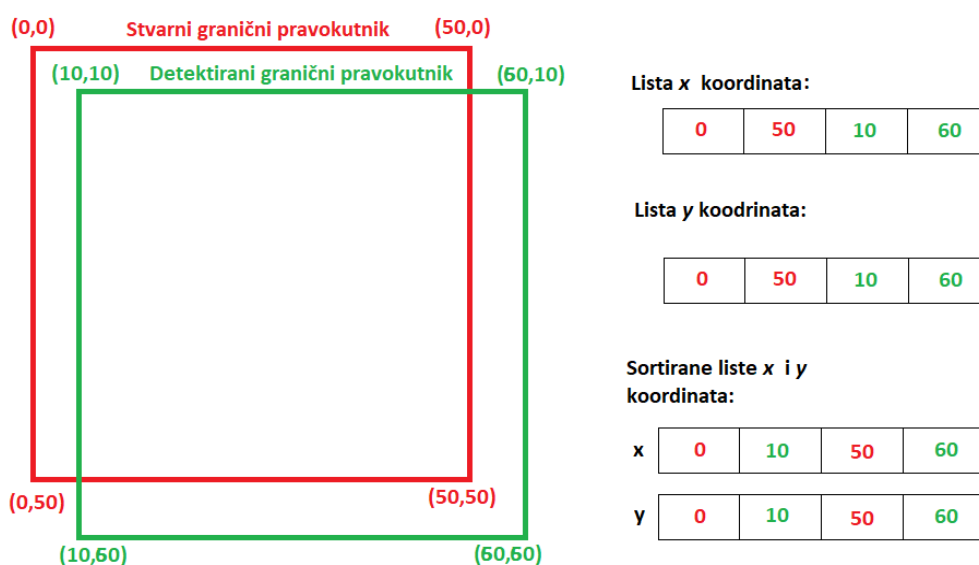 (0,0) Stvarni granični pravokutnik (50,0)
(10,10) Detektirani granični pravokutnik (60,10)
(0,50) (50,50)
(10,60) (60,60)
Lista x koordinata:
0 50 10 60
Lista y koodrinata:
0 50 10 60
Sortirane liste x i y
koordinata:
x 0 10 50 60
y 0 10 50 60